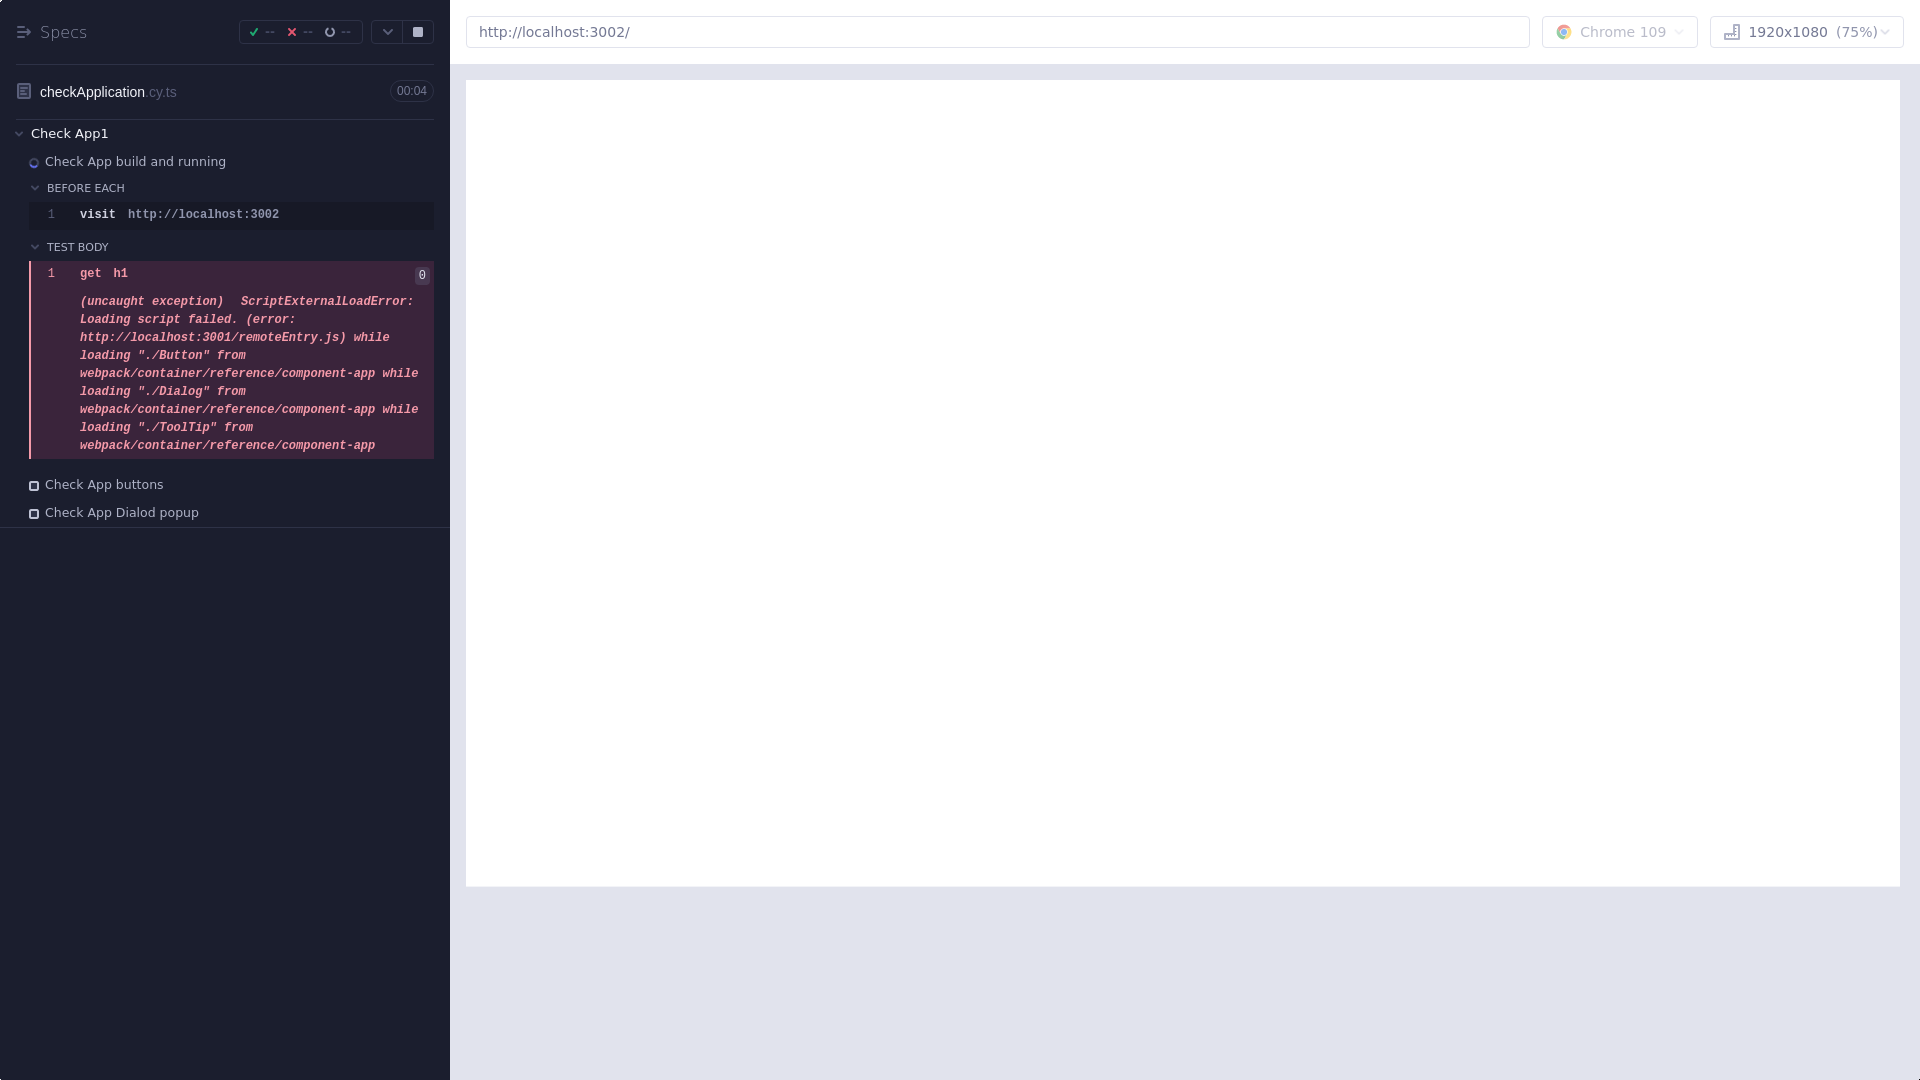 Specs
--
--
--
http://localhost:3002/
Chrome 109
1920x1080 (75%)
checkApplication.cy.ts
00:04
Check App1
Check App build and running
BEFORE EACH
1 visit http://localhost:3002
TEST BODY
1 get h1 0
(uncaught exception) ScriptExternalLoadError:
Loading script failed. (error:
http://localhost:3001/remoteEntry.js) while
loading "./Button" from
webpack/container/reference/component-app while
loading "./Dialog" from
webpack/container/reference/component-app while
loading "./ToolTip" from
webpack/container/reference/component-app
Check App buttons
Check App Dialod popup